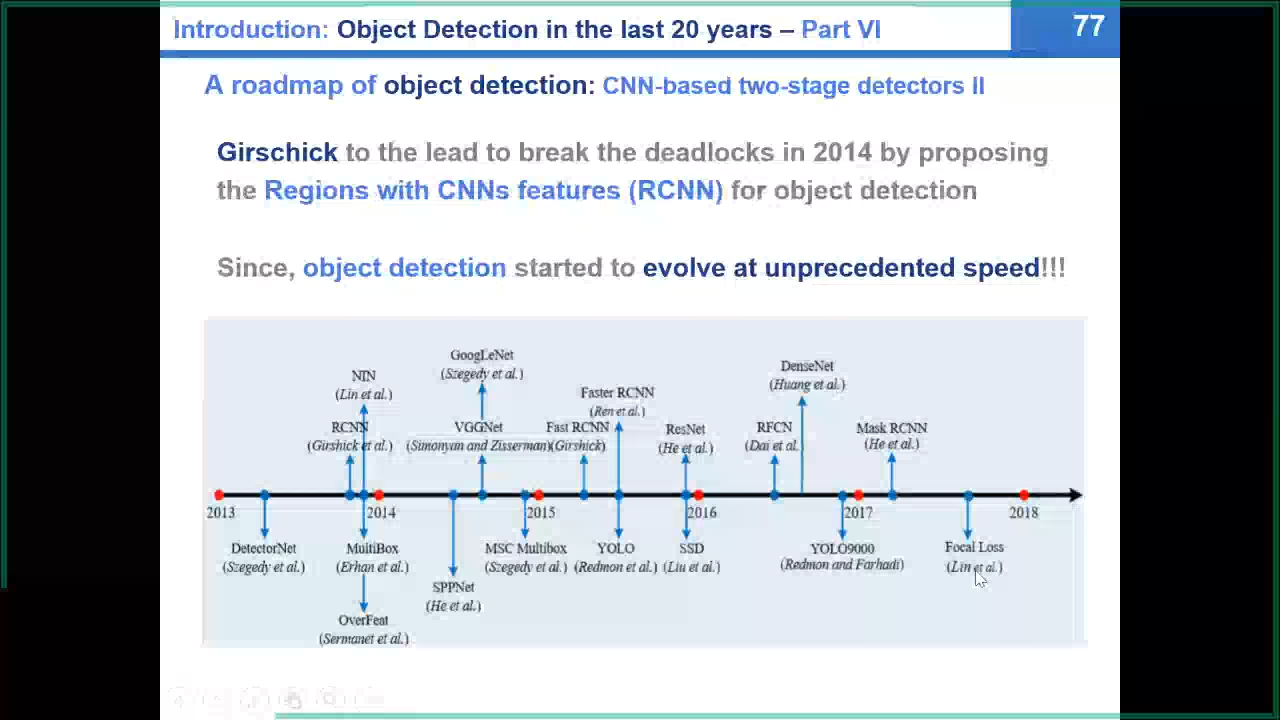 Introduction: Object Detection in the last 20 years – Part VI
77
A roadmap of object detection: CNN-based two-stage detectors II
Girschick to the lead to break the deadlocks in 2014 by proposing
the Regions with CNNs features (RCNN) for object detection
Since, object detection started to evolve at unprecedented speed!!!
GoogLeNet
(Szegedy et al.)
DenseNet
(Huang et al.)
NIN
(Lin et al.)
Faster RCNN
(Ren et al.)
RCNN
(Girshick et al.)
VGGNet
(Simonyan and Zisserman)
Fast RCNN
(Girshick)
ResNet
(He et al.)
RFCN
(Dai et al.
Mask RCNN
(He et al.)
2013 2014 2015 2016 2017 2018
DetectorNet
(Szegedy et al.)
MultiBox
(Erhan et al.)
MSC Multibox
(Szegedy et al.)
YOLO
(Redmon et al.)
SSD
(Liu et al.)
YOLO9000
(Redmon and Farhadi)
Focal Loss
(Lin et al.)
SPPNet
(He et al.)
OverFeat
(Sermanet et al.)